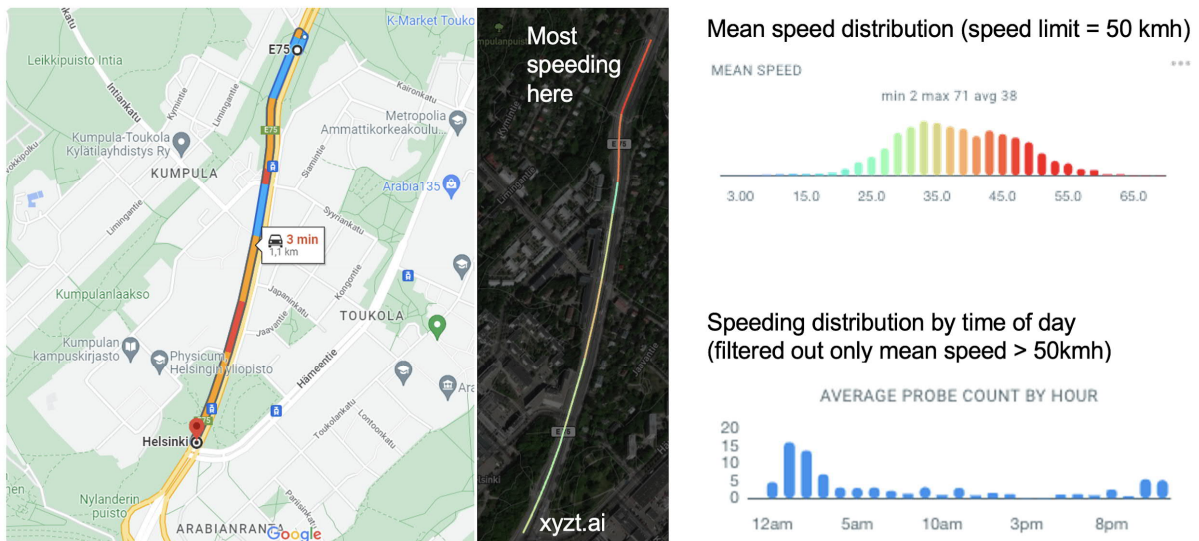 K-Market Touko
E75
Leikkipuisto Intia
Intiankatu
Kymintie
Limingantie
Kaironkatu
E75
Metropolia
Ammattikorkeakoulu...
Kumpula-Toukola
Kylätilayhdistys Ry
KUMPULA
Siamintie
Arabia135
Limingantie
Syyriankatu
3 min
1,1 km
Kumpulanlaakso
Japaninkatu
Kongontie
TOUKOLA
Jaavantie
Kumpulan
kampuskirjasto
Physicum,
Helsingin yliopisto
Hämeentie
Ara
Toukolankatu
Lontoonkatu
Helsinki
Nylanderin
puisto
Pariisinkatu
ARABIANRANTA
Google
Most
speeding
here
xyzt.ai
Mean speed distribution (speed limit = 50 kmh)
MEAN SPEED
min 2 max 71 avg 38
3.00 15.0 25.0 35.0 45.0 55.0 65.0
Speeding distribution by time of day
(filtered out only mean speed > 50kmh)
AVERAGE PROBE COUNT BY HOUR
20
15
10
5
0
12am 5am 10am 3pm 8pm